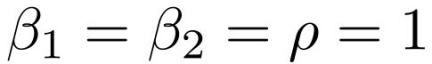 β₁ = β₂ = ρ = 1